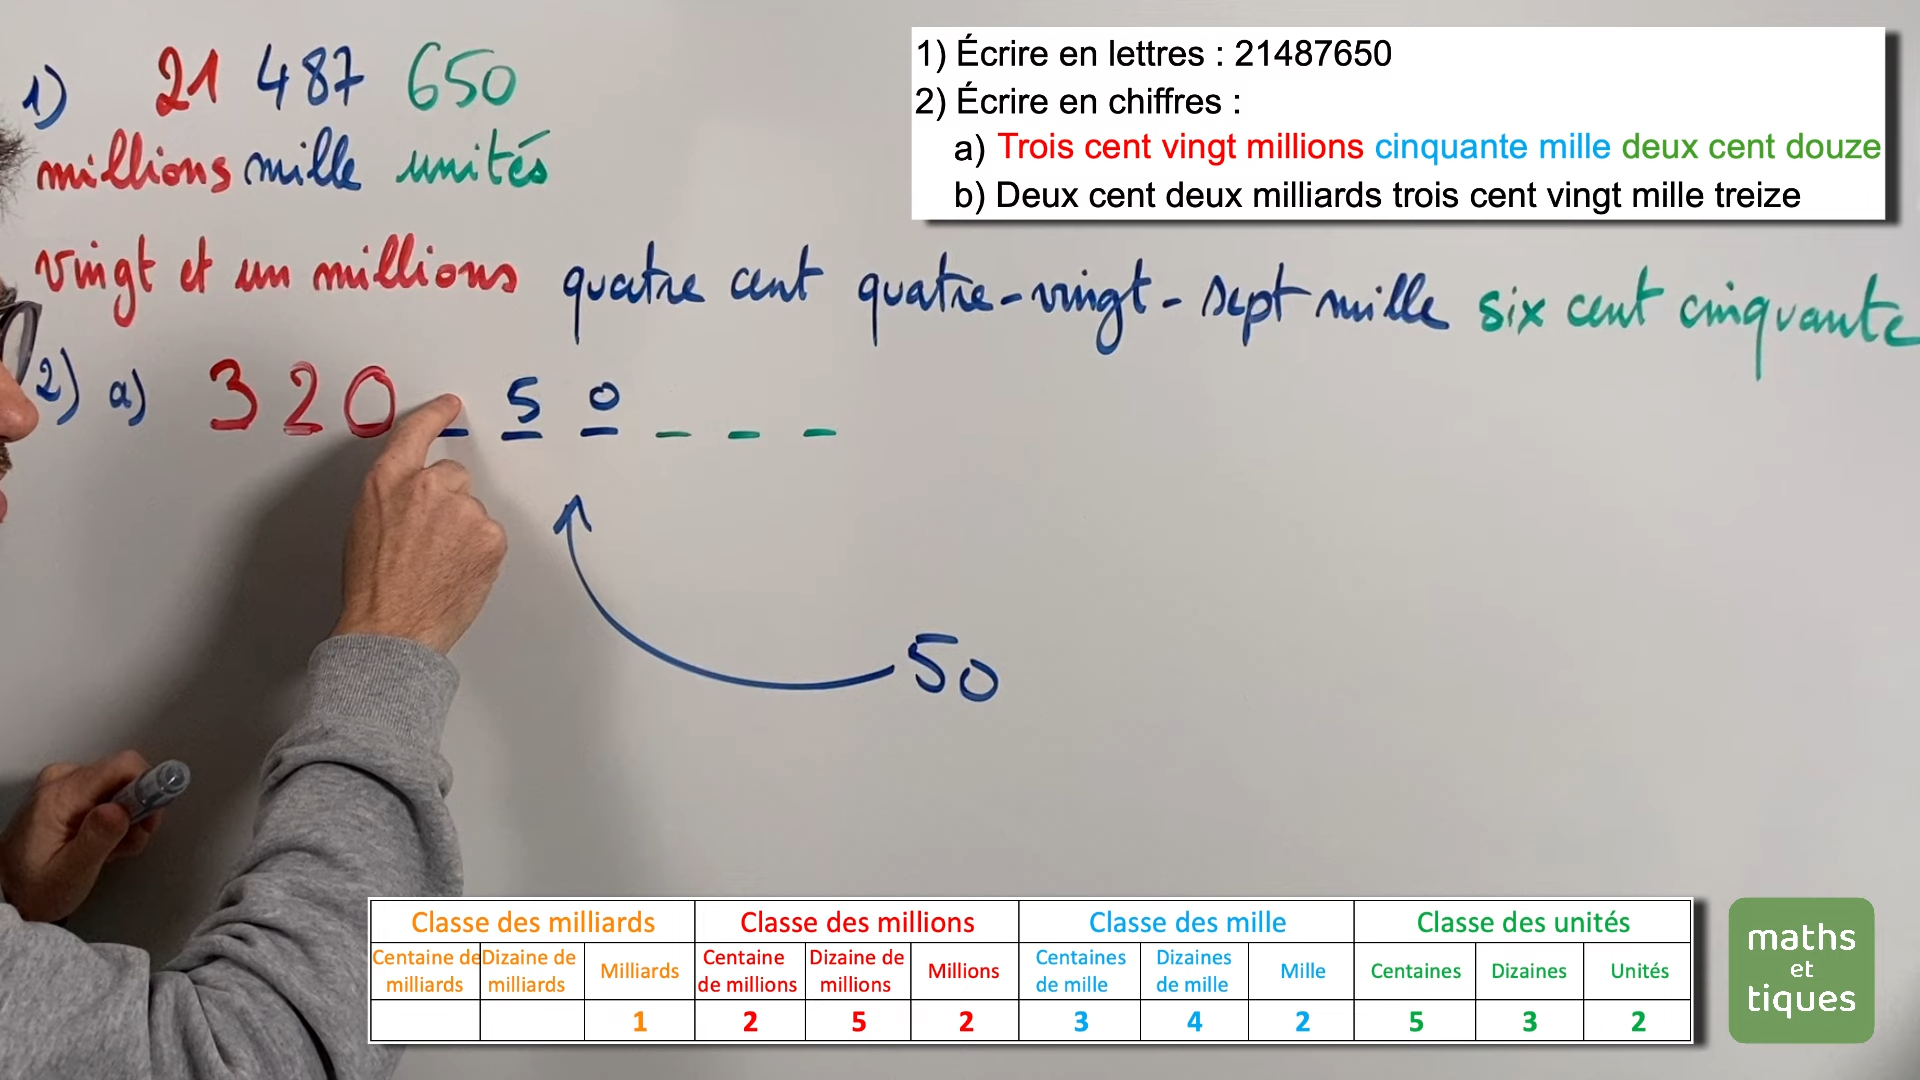 1) Écrire en lettres : 21487650
2) Écrire en chiffres :
a) Trois cent vingt millions cinquante mille deux cent douze
b) Deux cent deux milliards trois cent vingt mille treize
1) 21 487 650
millions mille unités
vingt et un millions quatre cent quatre-vingt-sept mille six cent cinquante
2) a) 320 _ 5 0 _ _ _
50
Classe des milliards Classe des millions Classe des mille Classe des unités
Centaine de milliards Dizaine de milliards Milliards Centaine de millions Dizaine de millions Millions Centaines de mille Dizaines de mille Mille Centaines Dizaines Unités
1 2 5 2 3 4 2 5 3 2
maths
et
tiques